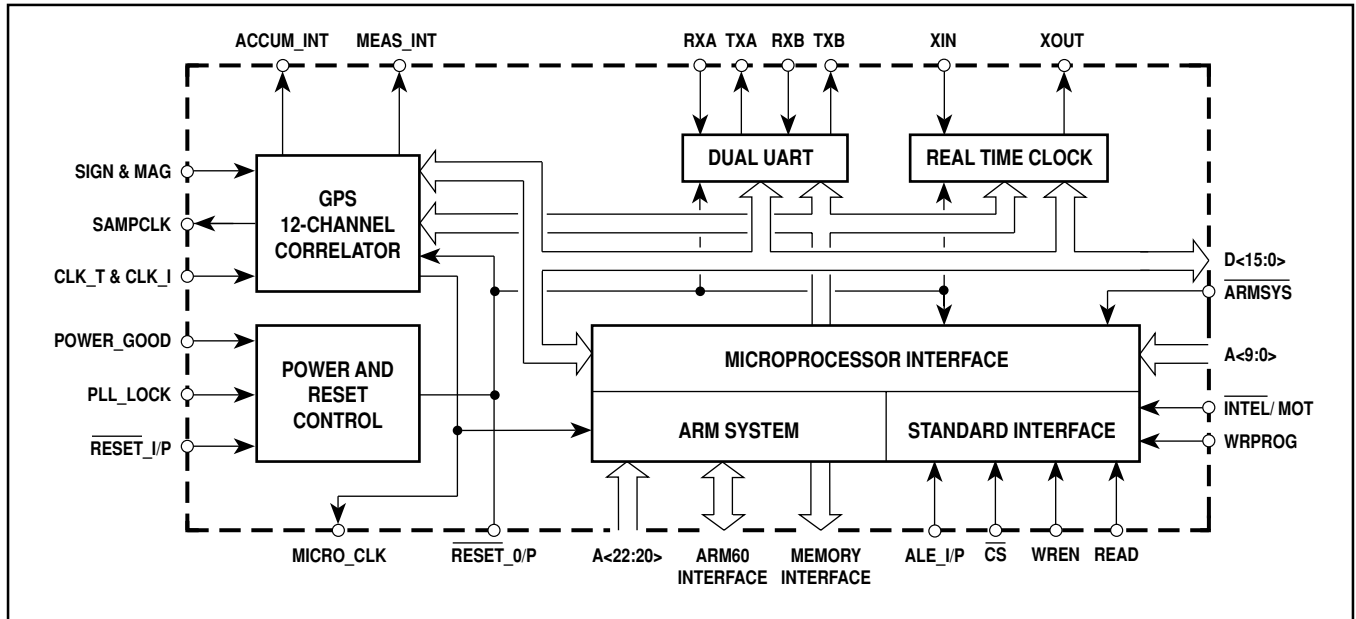 ACCUM_INT MEAS_INT RXA TXA RXB TXB XIN XOUT
SIGN & MAG
SAMPCLK
CLK_T & CLK_I
POWER_GOOD
PLL_LOCK
RESET_I/P
GPS
12-CHANNEL
CORRELATOR
POWER AND
RESET
CONTROL
DUAL UART
REAL TIME CLOCK
MICROPROCESSOR INTERFACE
ARM SYSTEM
STANDARD INTERFACE
D<15:0>
ARMSYS
A<9:0>
INTEL/ MOT
WRPROG
MICRO_CLK
RESET_0/P
A<22:20>
ARM60
INTERFACE
MEMORY
INTERFACE
ALE_I/P
CS
WREN
READ